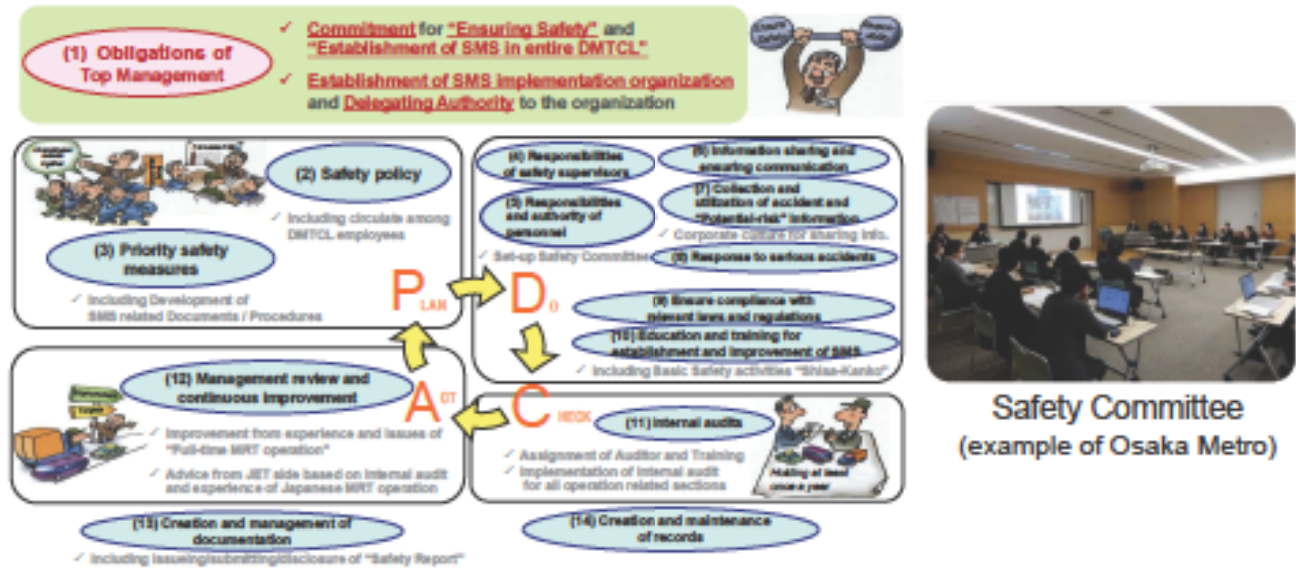 (1) Obligations of
Top Management
✓ Commitment for "Ensuring Safety" and
"Establishment of SMS in entire DMTCL"
✓ Establishment of SMS implementation organization
and Delegating Authority to the organization
(2) Safety policy
✓ Including circulate among
DMTCL employees
(3) Priority safety
measures
✓ Including Development of
SMS related Documents / Procedures
PLAN
(4) Responsibilities
of safety supervisors
Responsibilities
and authority of
personnel
✓ Set-up Safety Committee
Information sharing and
ensuring communication
(7) Collection and
utilization of accident and
"Potential-risk" information
✓ Corporate culture for sharing info.
(8) Response to serious accidents
DO
(9) Ensure compliance with
relevant laws and regulations
(10) Education and training for
establishment and improvement of SMS
✓ Including Basic Safety activities "Shisa-Kanko"
(12) Management review and
continuous improvement
ACT
✓ Improvement from experience and issues of
"Full-time MRT operation"
✓ Advice from JET side based on internal audit
and experience of Japanese MRT operation
CHECK
(11) Internal audits
✓ Assignment of Auditor and Training
✓ Implementation of internal audit
for all operation related sections
Holding at least
once a year
(13) Creation and management of
documentation
✓ Including issueing/submitting/disclosure of "Safety Report"
(14) Creation and maintenance
of records
Safety Committee
(example of Osaka Metro)